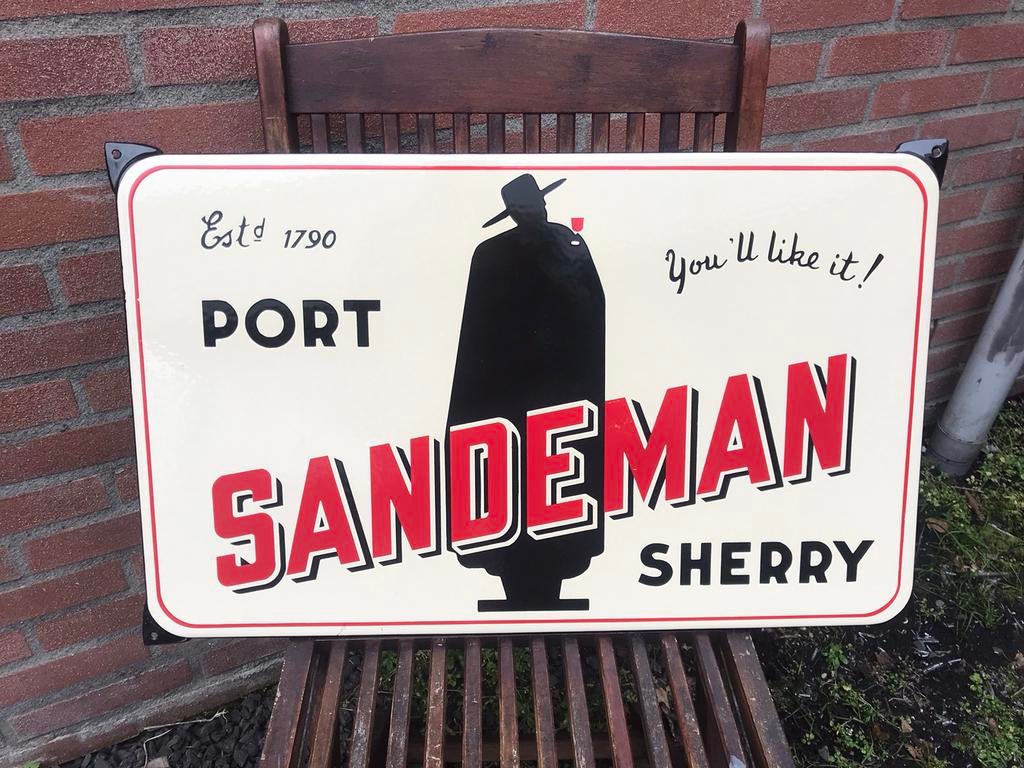 Estd 1790
You'll like it!
PORT
SANDEMAN
SHERRY